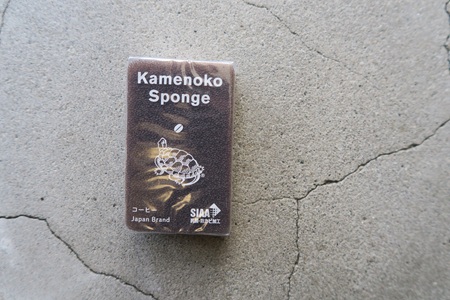 Kamenoko
Sponge
コーヒー
Japan Brand
SIAA